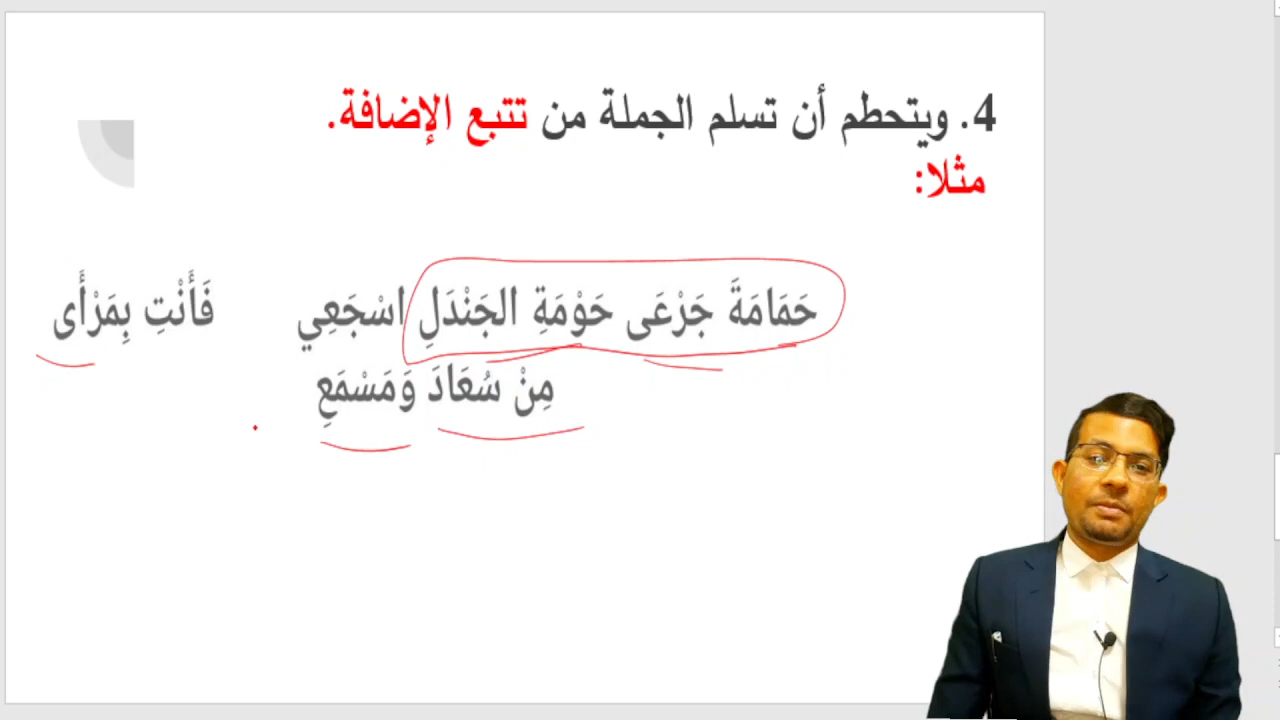 4. ويتحطم أن تسلم الجملة من تتبع الإضافة.
مثلا:
حَمَامَةَ جَرْعَى حَوْمَةِ الجَنْدَلِ اسْجَعِي فَأَنْتِ بِمَرْأَى
مِنْ سُعَادَ وَمَسْمَعِ